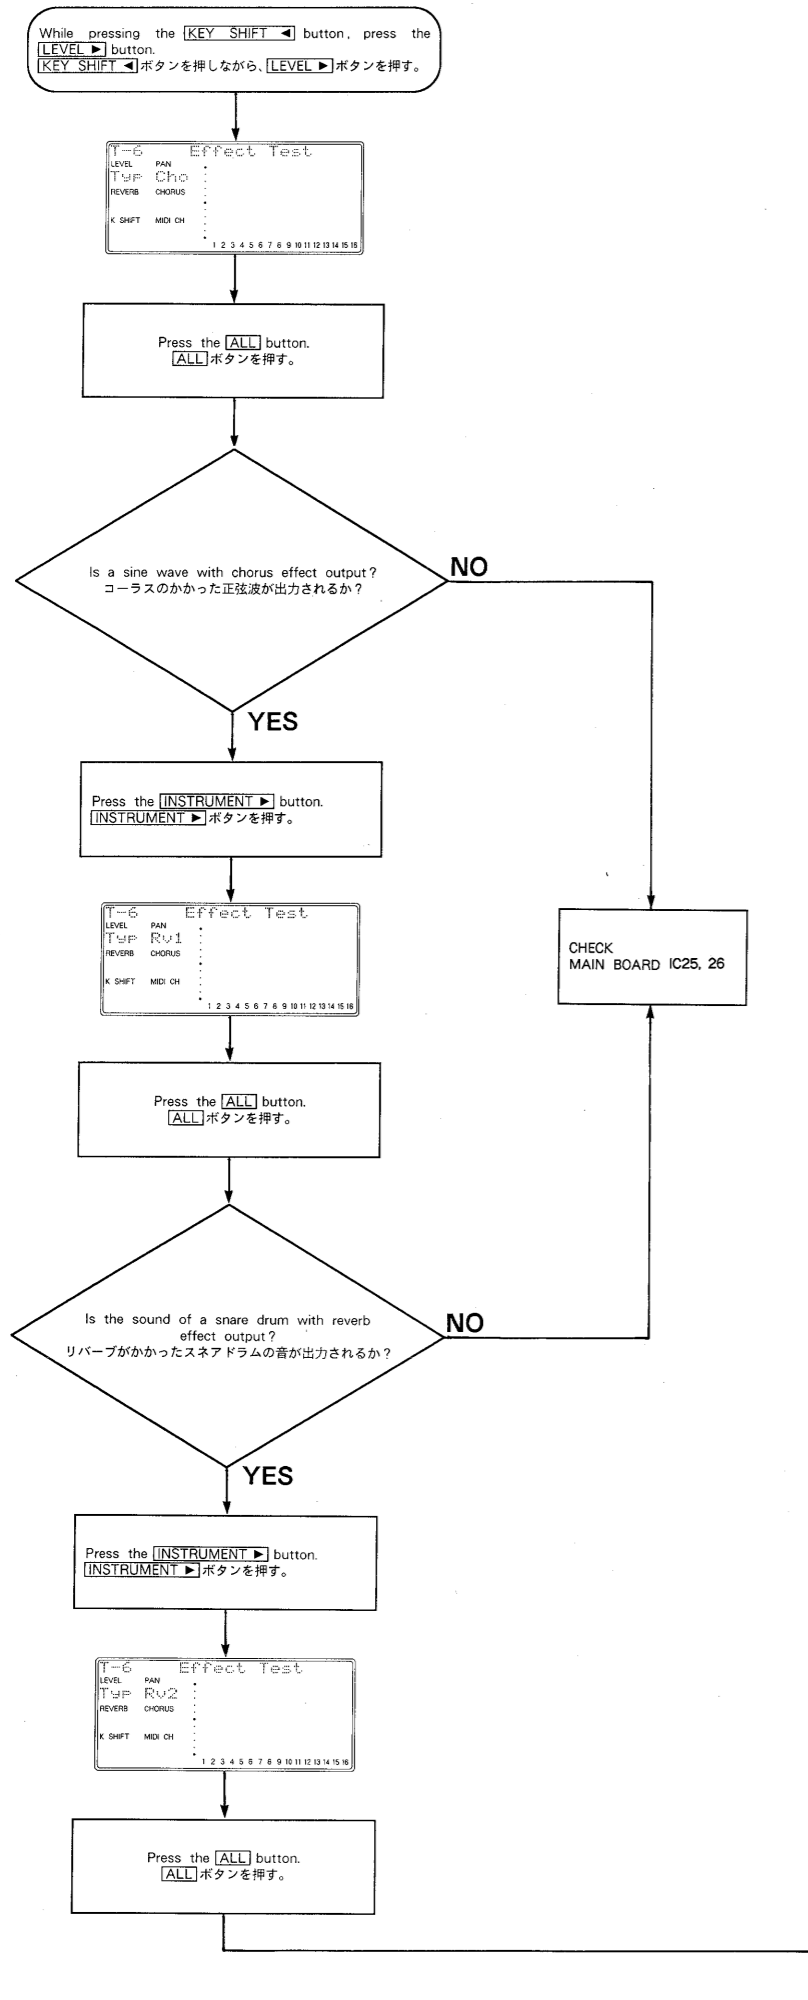 While pressing the KEY SHIFT ◄ button, press the
LEVEL ► button.
KEY SHIFT ◄ ボタンを押しながら、LEVEL ► ボタンを押す。
T-6 Effect Test
LEVEL PAN
Typ Cho
REVERB CHORUS
K SHIFT MIDI CH
1 2 3 4 5 6 7 8 9 10 11 12 13 14 15 16
Press the ALL button.
ALL ボタンを押す。
Is a sine wave with chorus effect output?
コーラスのかかった正弦波が出力されるか?
NO
YES
Press the INSTRUMENT ► button.
INSTRUMENT ► ボタンを押す。
T-6 Effect Test
LEVEL PAN
Typ Rv1
REVERB CHORUS
K SHIFT MIDI CH
1 2 3 4 5 6 7 8 9 10 11 12 13 14 15 16
CHECK
MAIN BOARD IC25, 26
Press the ALL button.
ALL ボタンを押す。
Is the sound of a snare drum with reverb
effect output?
リバーブがかかったスネアドラムの音が出力されるか?
NO
YES
Press the INSTRUMENT ► button.
INSTRUMENT ► ボタンを押す。
T-6 Effect Test
LEVEL PAN
Typ Rv2
REVERB CHORUS
K SHIFT MIDI CH
1 2 3 4 5 6 7 8 9 10 11 12 13 14 15 16
Press the ALL button.
ALL ボタンを押す。